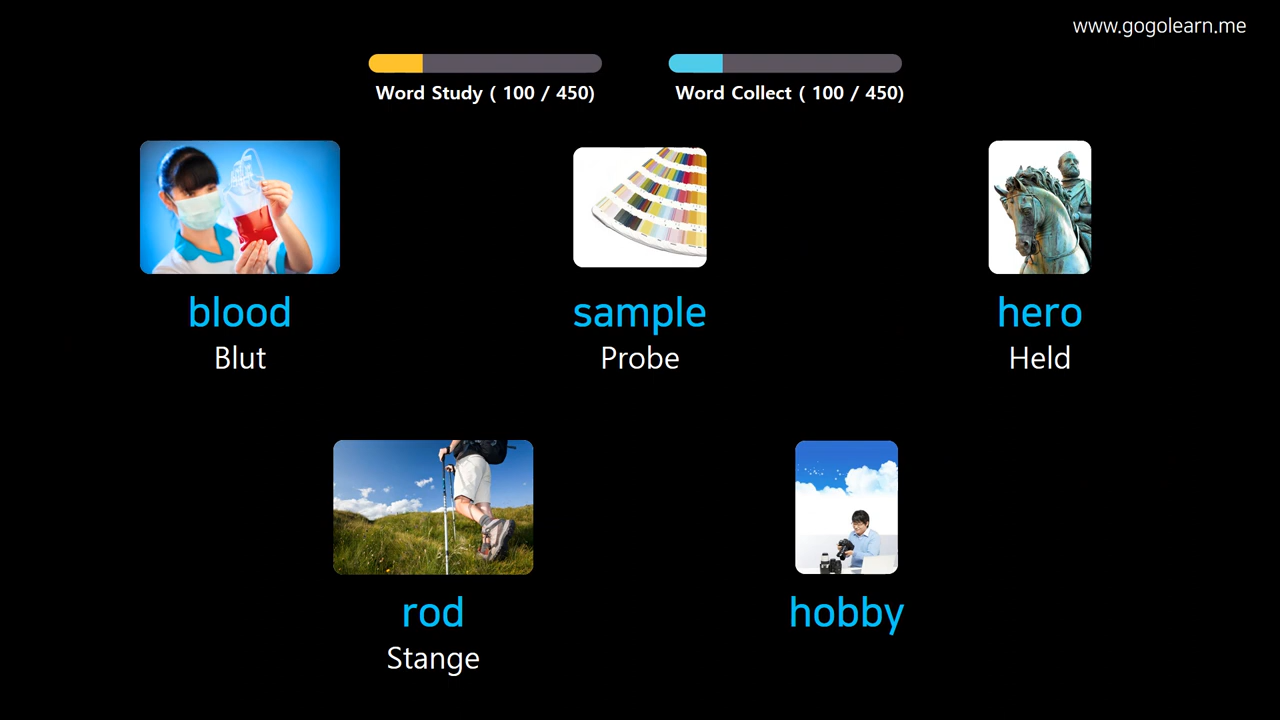 www.gogolearn.me
Word Study ( 100 / 450)
Word Collect ( 100 / 450)
blood
Blut
sample
Probe
hero
Held
rod
Stange
hobby